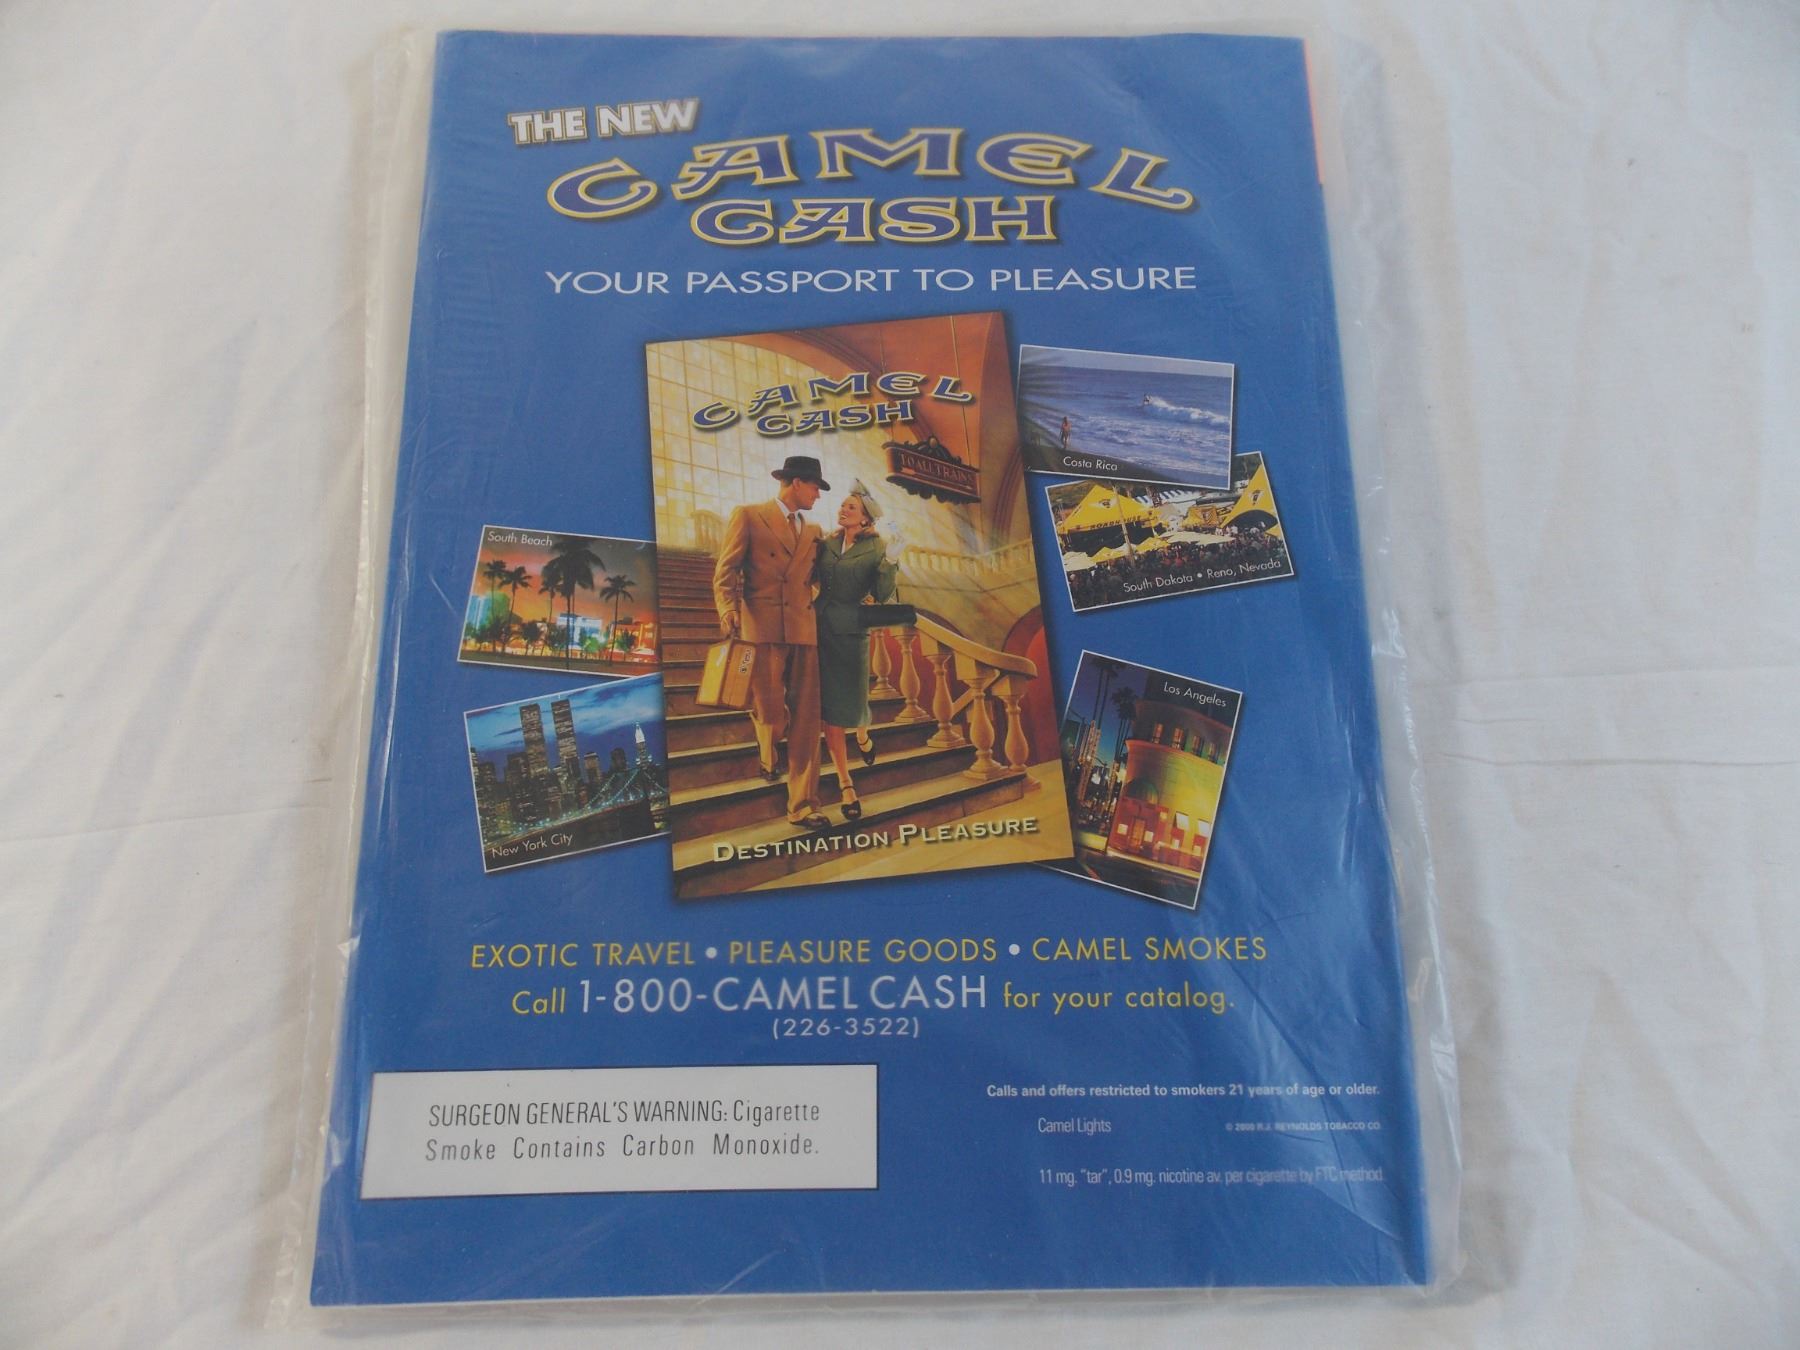 THE NEW
CAMEL
CASH
YOUR PASSPORT TO PLEASURE
CAMEL
CASH
TO ALL TRAINS
Costa Rica
ROADHOUSE
South Dakota • Reno, Nevada
South Beach
Los Angeles
New York City
DESTINATION PLEASURE
EXOTIC TRAVEL • PLEASURE GOODS • CAMEL SMOKES
Call 1-800-CAMEL CASH for your catalog.
(226-3522)
SURGEON GENERAL'S WARNING: Cigarette
Smoke Contains Carbon Monoxide.
Calls and offers restricted to smokers 21 years of age or older.
Camel Lights
© 2000 R.J. REYNOLDS TOBACCO CO.
11 mg. "tar", 0.9 mg. nicotine av. per cigarette by FTC method.